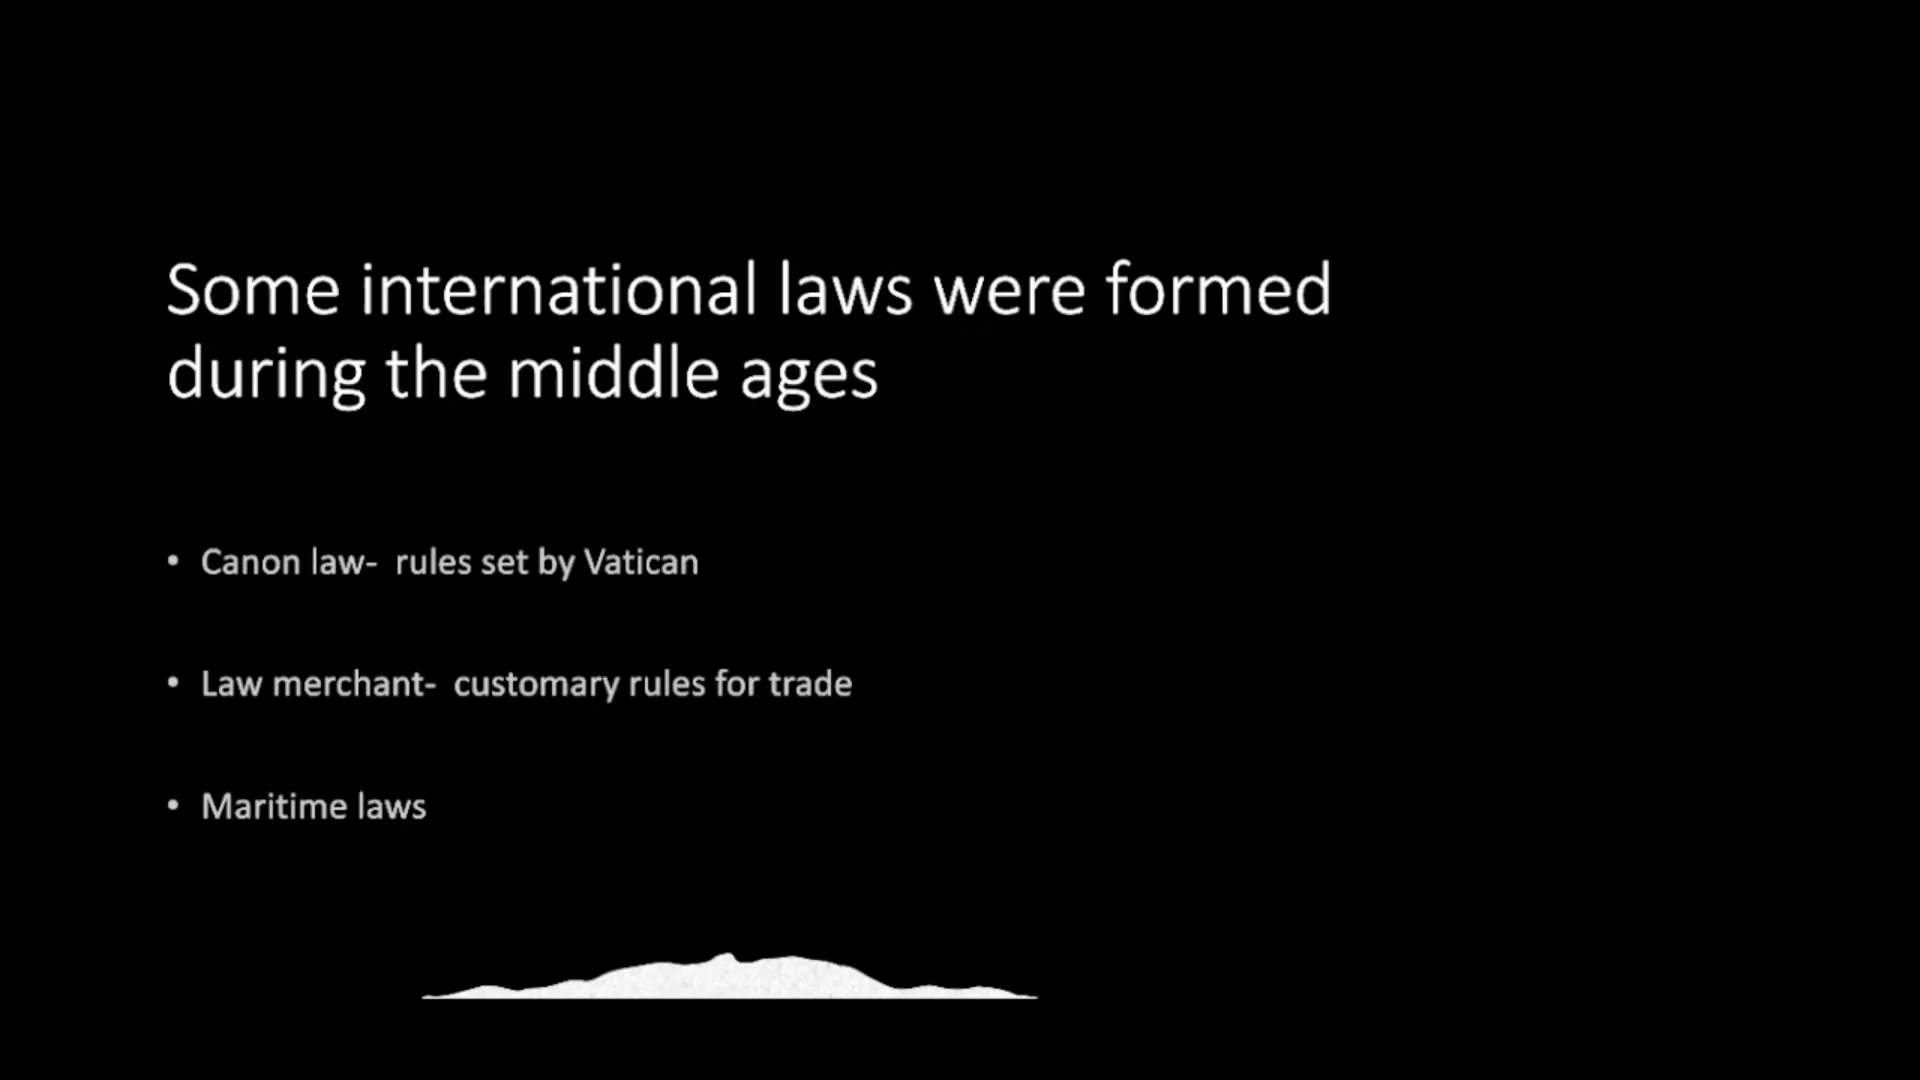 Some international laws were formed
during the middle ages
• Canon law-  rules set by Vatican
• Law merchant-  customary rules for trade
• Maritime laws